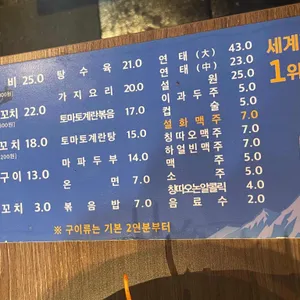 비 25.0
꼬치 22.0
꼬치 18.0
구이 13.0
꼬치 3.0
탕 수 육 21.0
가 지 요 리 20.0
토마토계란볶음 17.0
토마토계란탕 15.0
마 파 두 부 14.0
온 면 7.0
볶 음 밥 7.0
연 태 (大) 43.0
연 태 (中) 23.0
설 원 25.0
이 과 두 주 5.0
컵 술 5.0
설 화 맥 주 7.0
칭 따 오 맥 주 7.0
하 얼 빈 맥 주 7.0
맥 주 5.0
소 주 5.0
칭따오논알콜릭 4.0
음 료 수 2.0
※ 구이류는 기본 2인분부터
세계
1위